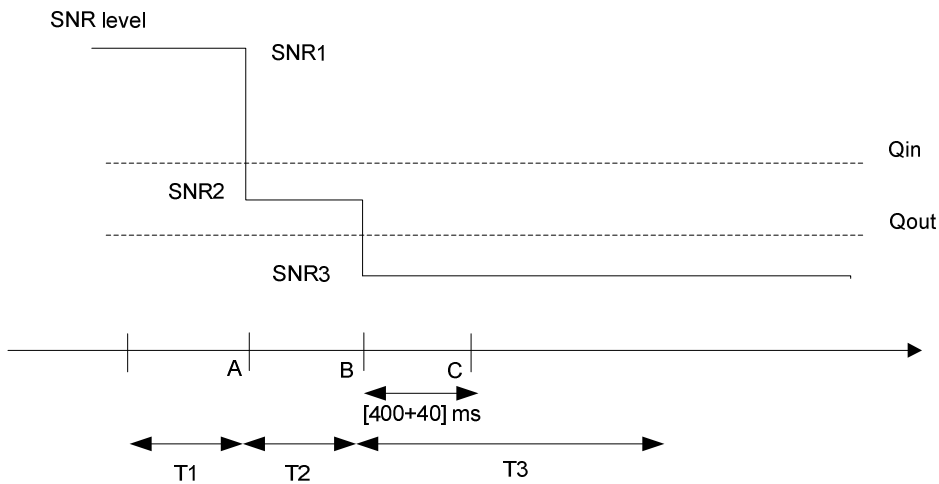 SNR level
SNR1
Qin
SNR2
Qout
SNR3
A
B
C
[400+40] ms
T1
T2
T3